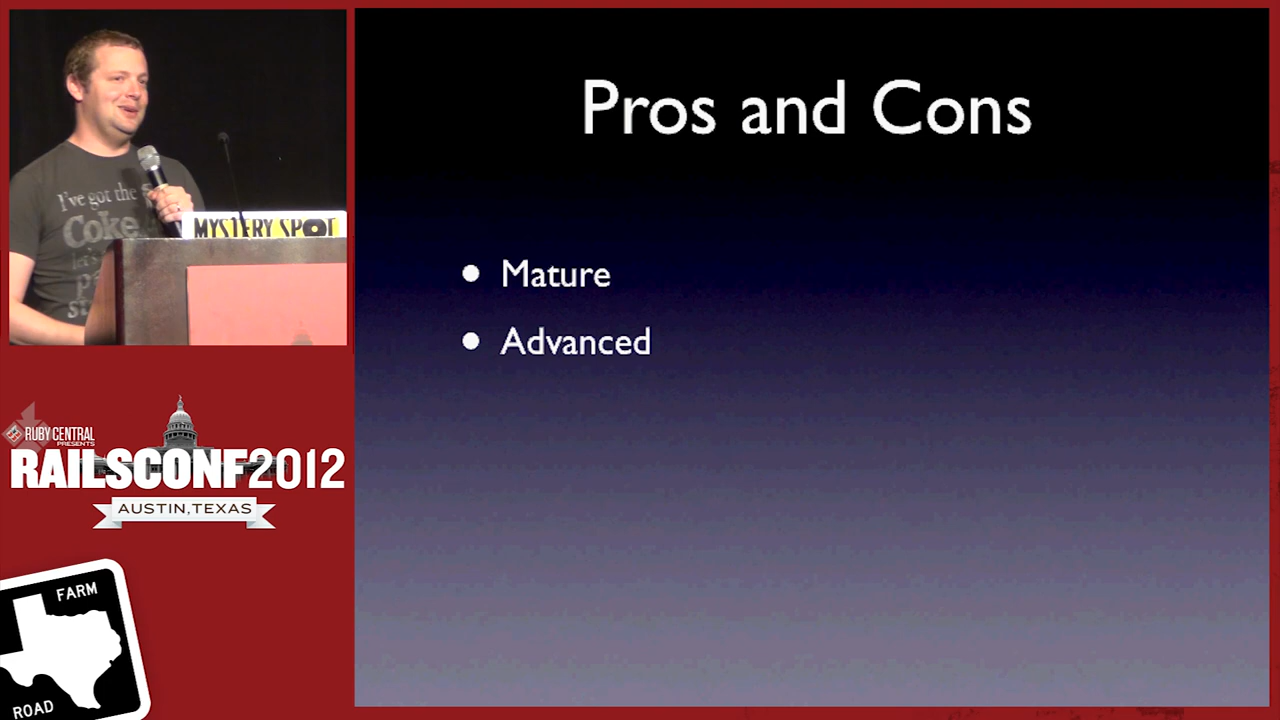 Pros and Cons
Mature
Advanced
I've got the
Coke
MYSTERY SPOT
RUBY CENTRAL
PRESENTS
RAILSCONF2012
AUSTIN, TEXAS
FARM
ROAD